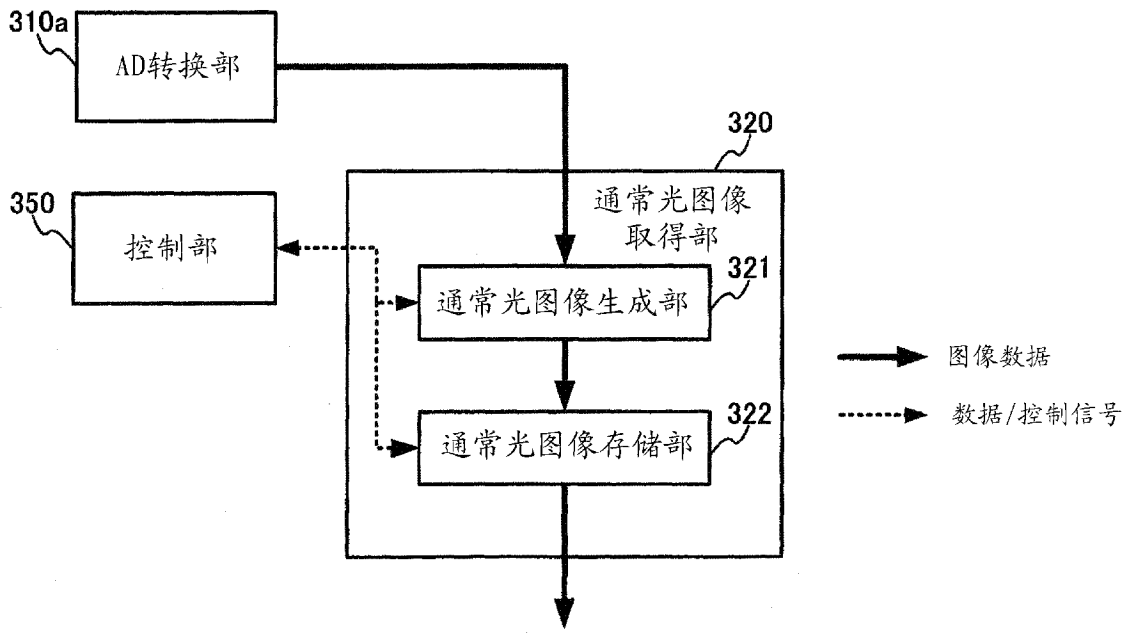 310a
AD转换部
320
通常光图像
取得部
350
控制部
321
通常光图像生成部
322
通常光图像存储部
图像数据
数据/控制信号